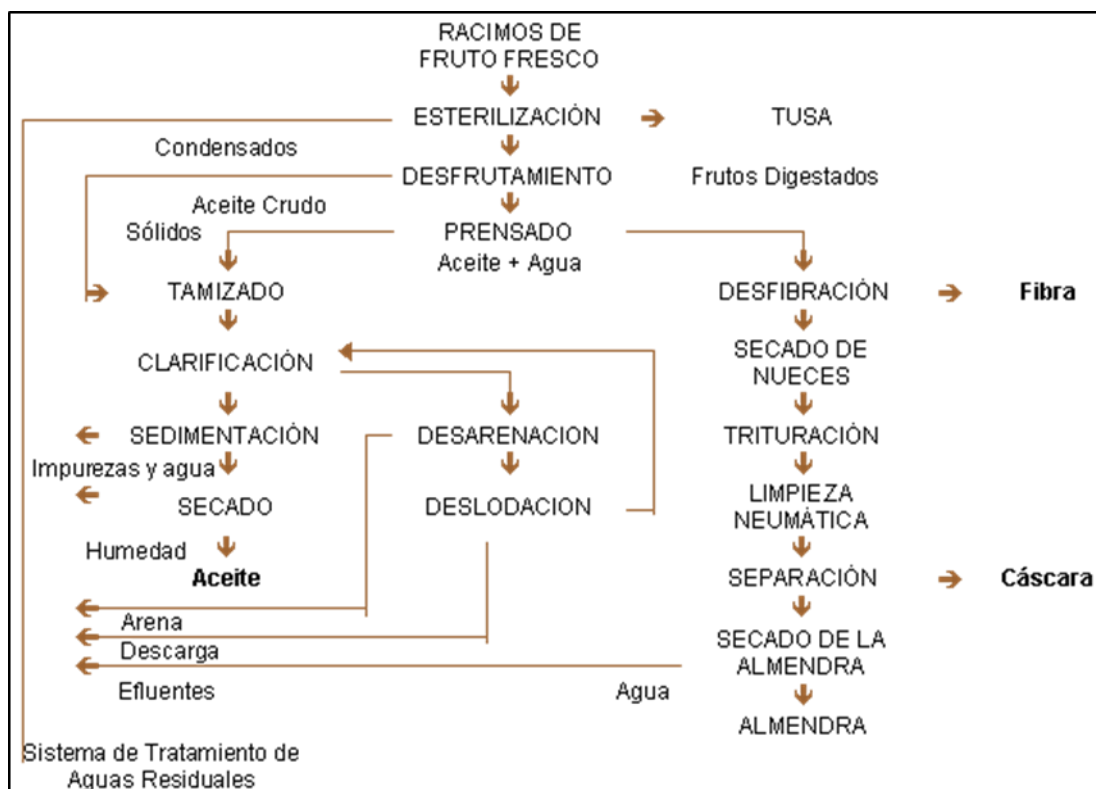 RACIMOS DE
FRUTO FRESCO
ESTERILIZACIÓN
TUSA
Condensados
DESFRUTAMIENTO
Frutos Digestados
Aceite Crudo
Sólidos
PRENSADO
Aceite + Agua
TAMIZADO
DESFIBRACIÓN
Fibra
CLARIFICACIÓN
SECADO DE
NUECES
SEDIMENTACIÓN
DESARENACION
TRITURACIÓN
Impurezas y agua
SECADO
DESLODACION
LIMPIEZA
NEUMÁTICA
Humedad
Aceite
SEPARACIÓN
Cáscara
Arena
Descarga
SECADO DE LA
ALMENDRA
Efluentes
Agua
ALMENDRA
Sistema de Tratamiento de
Aguas Residuales